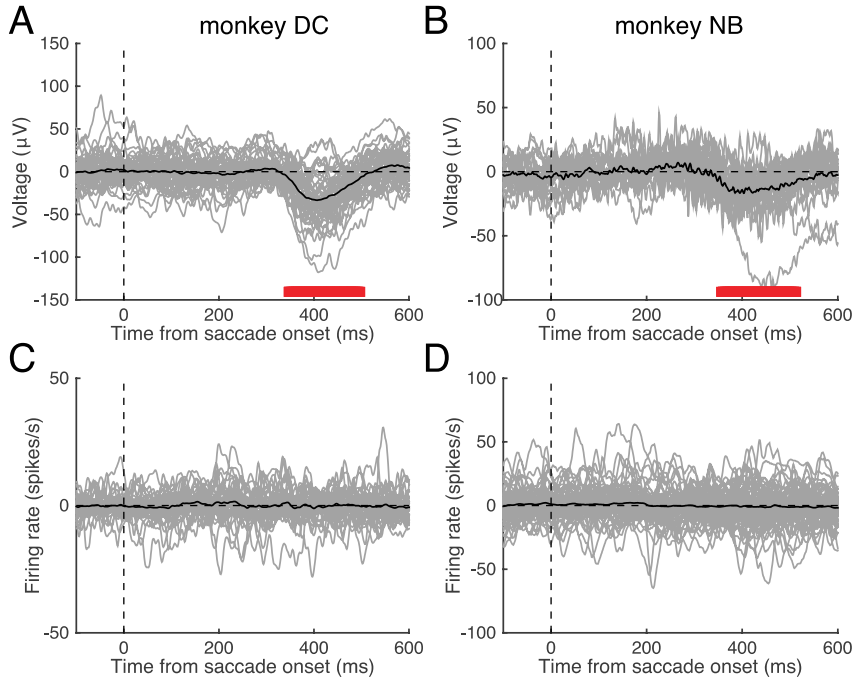 A
monkey DC
150
100
50
0
-50
-100
-150
Voltage (μV)
0
200
400
600
Time from saccade onset (ms)
B
monkey NB
100
50
0
-50
-100
Voltage (μV)
0
200
400
600
Time from saccade onset (ms)
C
50
0
-50
Firing rate (spikes/s)
0
200
400
600
Time from saccade onset (ms)
D
100
50
0
-50
-100
Firing rate (spikes/s)
0
200
400
600
Time from saccade onset (ms)